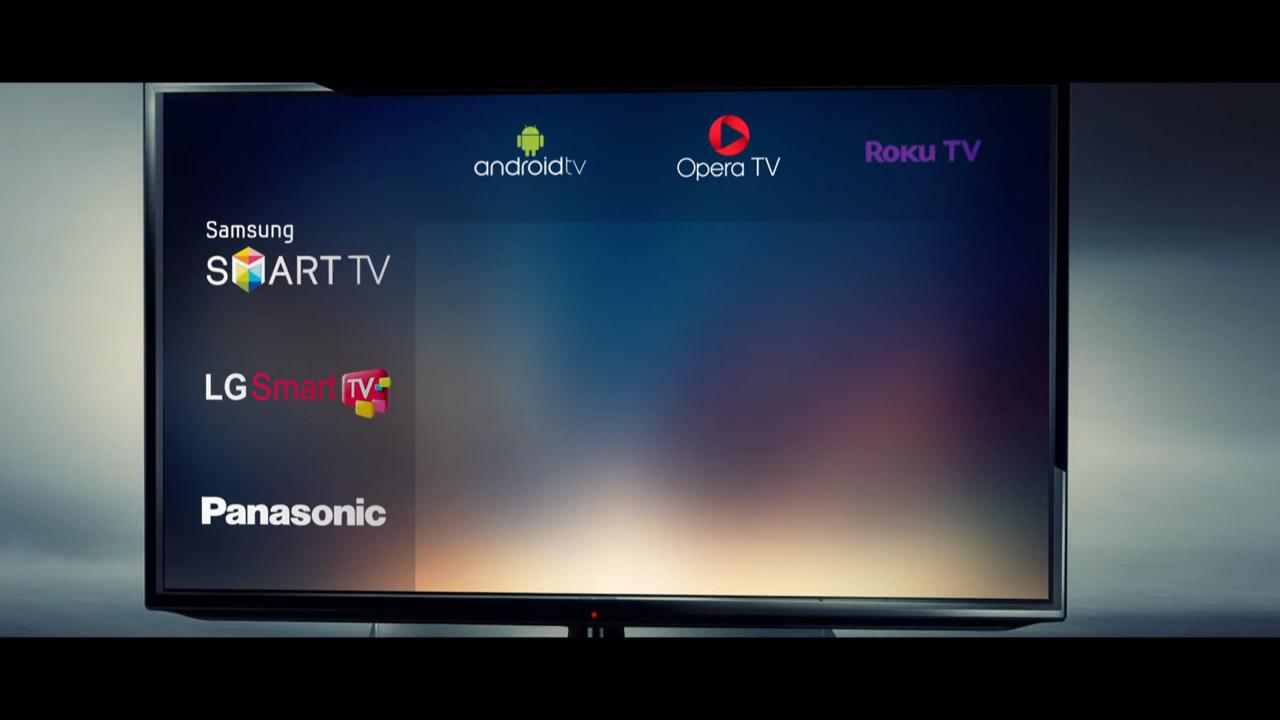 androidtv
Opera TV
Roku TV
Samsung
SMART TV
LG Smart TV
Panasonic